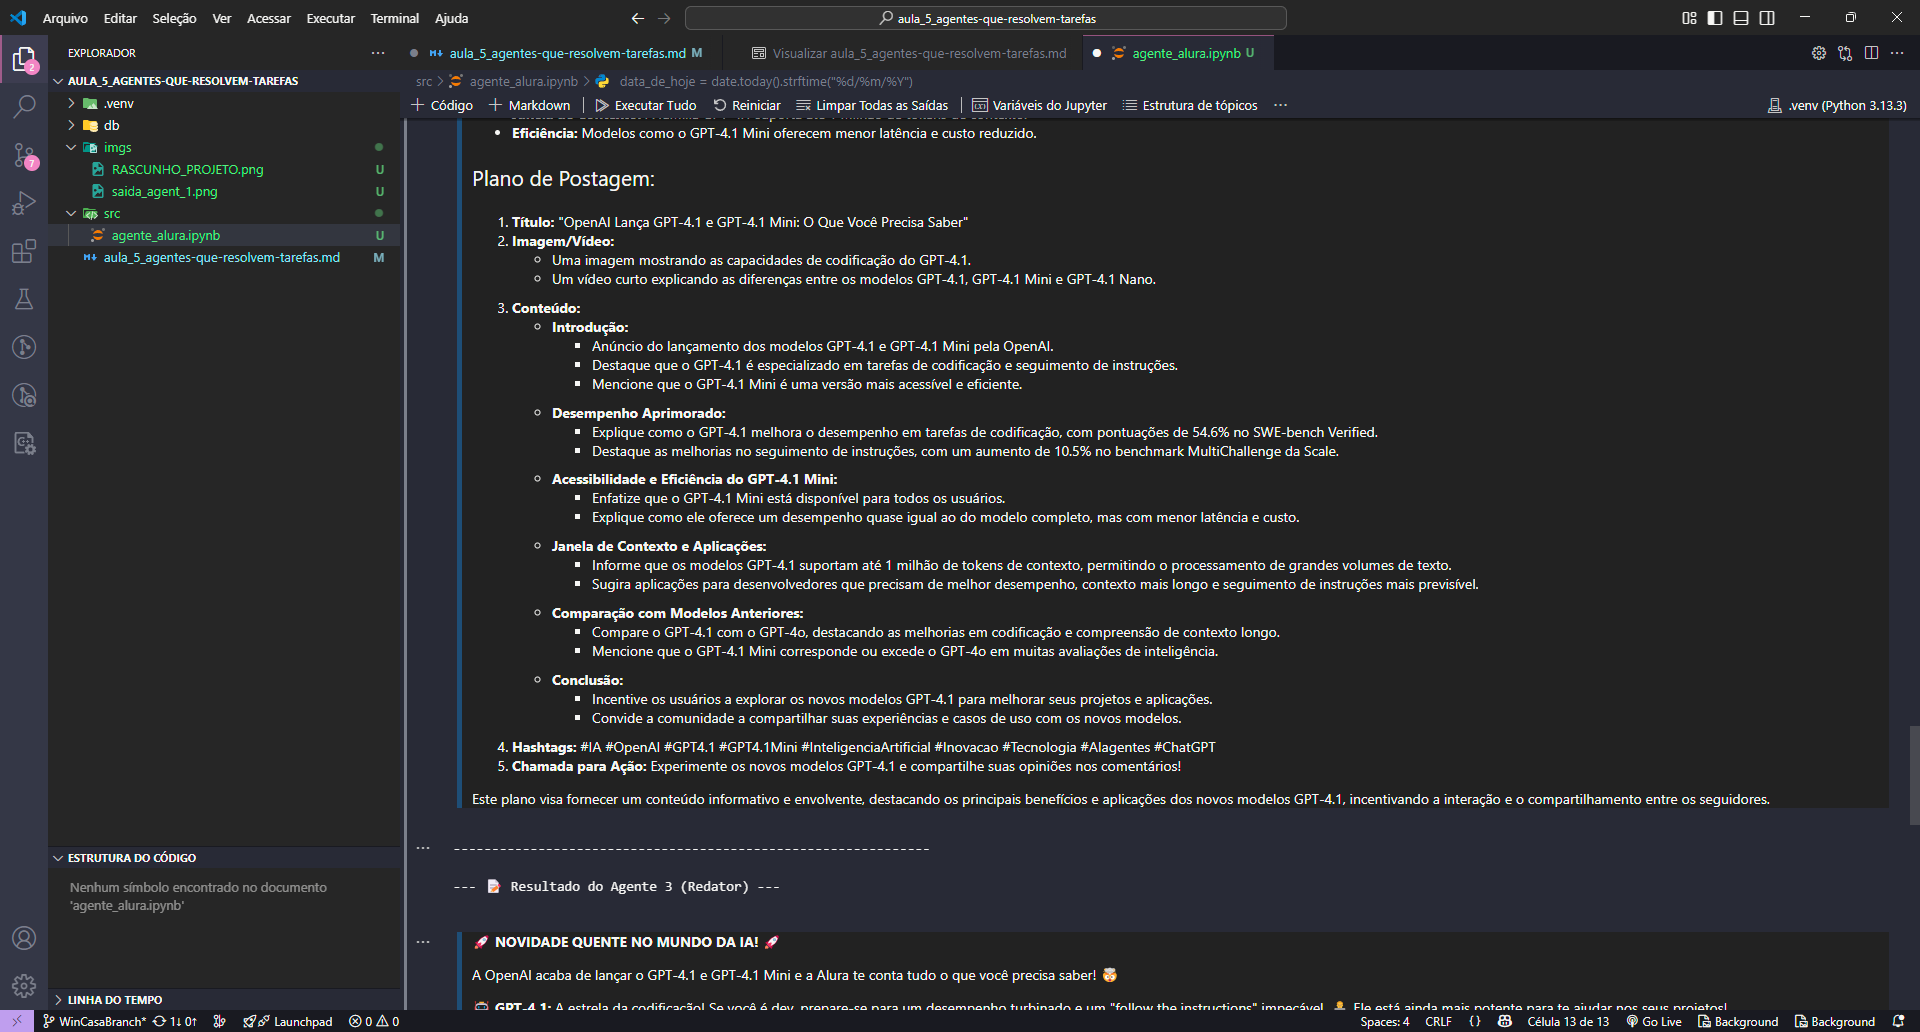 Arquivo Editar Seleção Ver Acessar Executar Terminal Ajuda
aula_5_agentes-que-resolvem-tarefas
EXPLORADOR
aula_5_agentes-que-resolvem-tarefas.md M
Visualizar aula_5_agentes-que-resolvem-tarefas.md
agente_alura.ipynb U
AULA_5_AGENTES-QUE-RESOLVEM-TAREFAS
.venv
db
imgs
RASCUNHO_PROJETO.png U
saida_agent_1.png U
src
agente_alura.ipynb U
aula_5_agentes-que-resolvem-tarefas.md M
src > agente_alura.ipynb > data_de_hoje = date.today().strftime("%d/%m/%Y")
+ Código + Markdown | Executar Tudo Reiniciar Limpar Todas as Saídas | Variáveis do Jupyter Estrutura de tópicos ...
.venv (Python 3.13.3)
• Eficiência: Modelos como o GPT-4.1 Mini oferecem menor latência e custo reduzido.
Plano de Postagem:
1. Título: "OpenAI Lança GPT-4.1 e GPT-4.1 Mini: O Que Você Precisa Saber"
2. Imagem/Vídeo:
Uma imagem mostrando as capacidades de codificação do GPT-4.1.
Um vídeo curto explicando as diferenças entre os modelos GPT-4.1, GPT-4.1 Mini e GPT-4.1 Nano.
3. Conteúdo:
Introdução:
Anúncio do lançamento dos modelos GPT-4.1 e GPT-4.1 Mini pela OpenAI.
Destaque que o GPT-4.1 é especializado em tarefas de codificação e seguimento de instruções.
Mencione que o GPT-4.1 Mini é uma versão mais acessível e eficiente.
Desempenho Aprimorado:
Explique como o GPT-4.1 melhora o desempenho em tarefas de codificação, com pontuações de 54.6% no SWE-bench Verified.
Destaque as melhorias no seguimento de instruções, com um aumento de 10.5% no benchmark MultiChallenge da Scale.
Acessibilidade e Eficiência do GPT-4.1 Mini:
Enfatize que o GPT-4.1 Mini está disponível para todos os usuários.
Explique como ele oferece um desempenho quase igual ao do modelo completo, mas com menor latência e custo.
Janela de Contexto e Aplicações:
Informe que os modelos GPT-4.1 suportam até 1 milhão de tokens de contexto, permitindo o processamento de grandes volumes de texto.
Sugira aplicações para desenvolvedores que precisam de melhor desempenho, contexto mais longo e seguimento de instruções mais previsível.
Comparação com Modelos Anteriores:
Compare o GPT-4.1 com o GPT-4o, destacando as melhorias em codificação e compreensão de contexto longo.
Mencione que o GPT-4.1 Mini corresponde ou excede o GPT-4o em muitas avaliações de inteligência.
Conclusão:
Incentive os usuários a explorar os novos modelos GPT-4.1 para melhorar seus projetos e aplicações.
Convide a comunidade a compartilhar suas experiências e casos de uso com os novos modelos.
4. Hashtags: #IA #OpenAI #GPT4.1 #GPT4.1Mini #InteligenciaArtificial #Inovacao #Tecnologia #AIagentes #ChatGPT
5. Chamada para Ação: Experimente os novos modelos GPT-4.1 e compartilhe suas opiniões nos comentários!
Este plano visa fornecer um conteúdo informativo e envolvente, destacando os principais benefícios e aplicações dos novos modelos GPT-4.1, incentivando a interação e o compartilhamento entre os seguidores.
------------------------------------------------------------
--- 📝 Resultado do Agente 3 (Redator) ---
🚀 NOVIDADE QUENTE NO MUNDO DA IA! 🚀
A OpenAI acaba de lançar o GPT-4.1 e GPT-4.1 Mini e a Alura te conta tudo o que você precisa saber! 🤯
GPT-4.1: A estrela da codificação! Se você é dev, prepare-se para um desempenho turbinado e um "follow the instructions" impecável. Ele está ainda mais potente para te ajudar nos seus projetos!
ESTRUTURA DO CÓDIGO
Nenhum símbolo encontrado no documento
'agente_alura.ipynb'
LINHA DO TEMPO
2
7
WinCasaBranch* 1↓ 0↑ Launchpad 0 0
Spaces: 4 CRLF {} Célula 13 de 13 Go Live Background Background